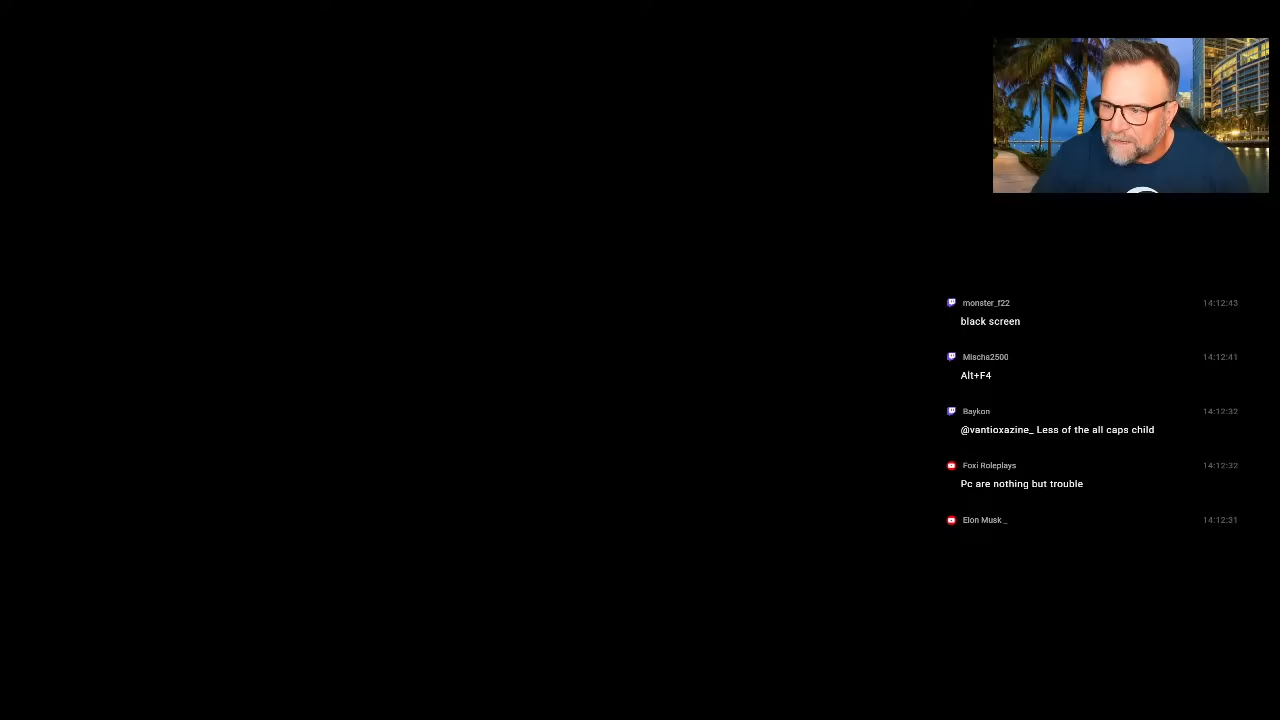 monster_f22 14:12:43
black screen
Mischa2500 14:12:41
Alt+F4
Baykon 14:12:32
@vantioxazine_ Less of the all caps child
Foxi Roleplays 14:12:32
Pc are nothing but trouble
Elon Musk _ 14:12:31